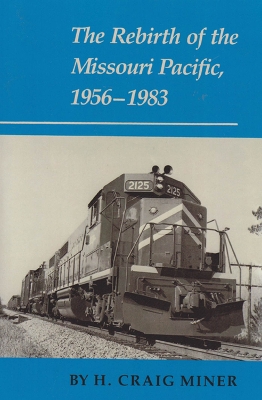 The Rebirth of the
Missouri Pacific,
1956–1983
2125
2125
BY H. CRAIG MINER